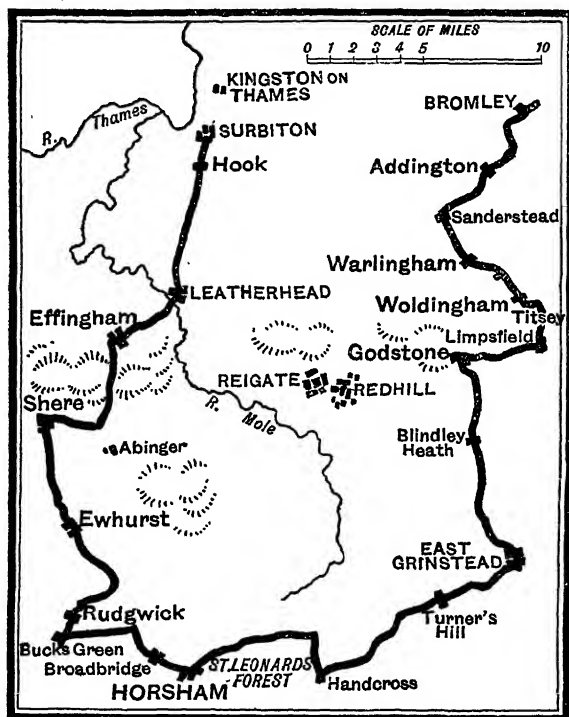 SCALE OF MILES
0 1 2 3 4 5 10
KINGSTON ON
THAMES
BROMLEY
R. Thames
SURBITON
Hook
Addington
Sanderstead
Warlingham
LEATHERHEAD
Woldingham
Titsey
Effingham
Limpsfield
Godstone
REIGATE
REDHILL
Shere
R. Mole
Abinger
Blindley
Heath
Ewhurst
EAST
GRINSTEAD
Rudgwick
Turner's
Hill
Bucks Green
Broadbridge
ST. LEONARDS
FOREST
HORSHAM
Handcross